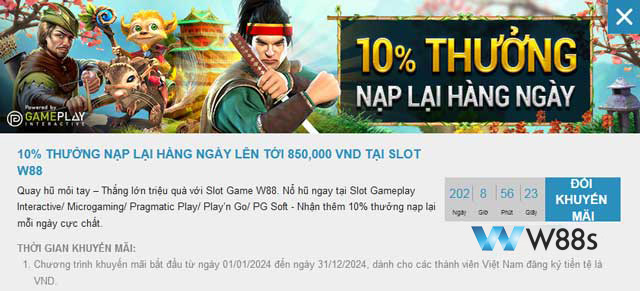 10% THƯỞNG
NẠP LẠI HÀNG NGÀY
Powered by
GAMEPLAY
INTERACTIVE
10% THƯỞNG NẠP LẠI HÀNG NGÀY LÊN TỚI 850,000 VND TẠI SLOT
W88
Quay hũ mỏi tay – Thắng lớn triệu quà với Slot Game W88. Nổ hũ ngay tại Slot Gameplay
Interactive/ Microgaming/ Pragmatic Play/ Play'n Go/ PG Soft - Nhận thêm 10% thưởng nạp lại
mỗi ngày cực chất.
202 8 56 23
Ngày Giờ Phút Giây
ĐỔI
KHUYẾN
MÃI
W88s
THỜI GIAN KHUYẾN MÃI:
1. Chương trình khuyến mãi bắt đầu từ ngày 01/01/2024 đến ngày 31/12/2024, dành cho các thành viên Việt Nam đăng ký tiền tệ là
VND.